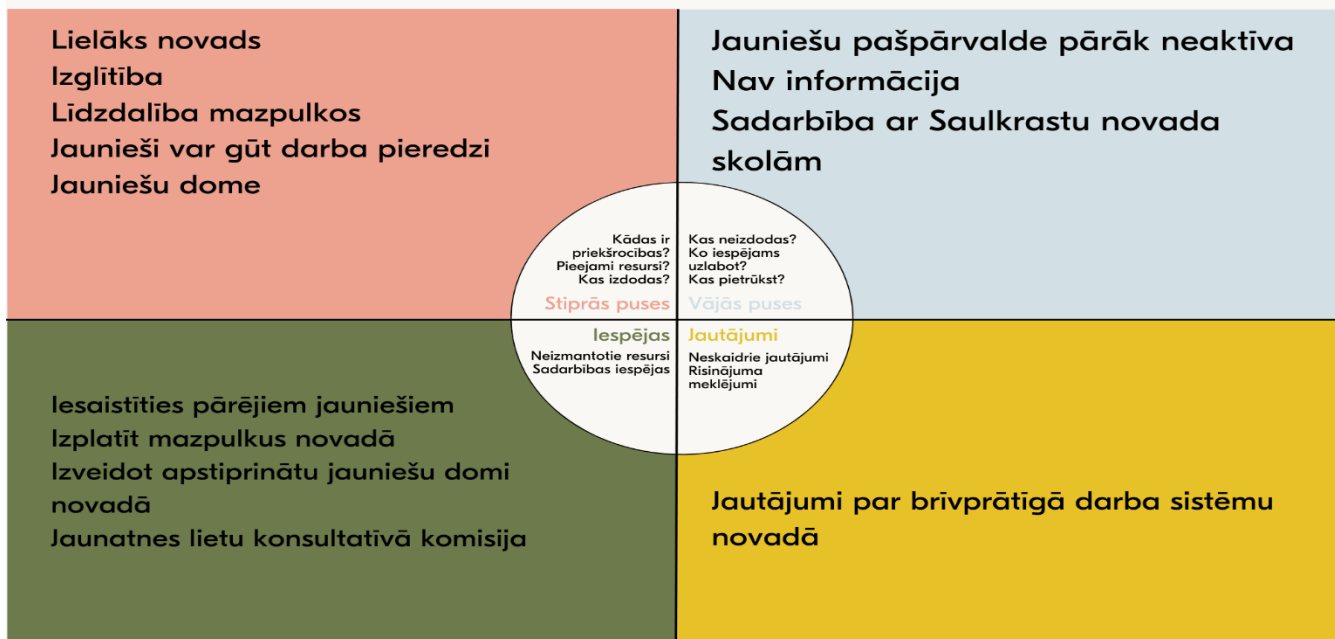 Lielāks novads
Izglītība
Līdzdalība mazpulkos
Jaunieši var gūt darba pieredzi
Jauniešu dome
Jauniešu pašpārvalde pārāk neaktīva
Nav informācija
Sadarbība ar Saulkrastu novada
skolām
Kādas ir
priekšrocības?
Pieejami resursi?
Kas izdodas?
Stiprās puses
Kas neizdodas?
Ko iespējams
uzlabot?
Kas pietrūkst?
Vājās puses
Iespējas
Neizmantotie resursi
Sadarbības iespējas
Jautājumi
Neskaidrie jautājumi
Risinājuma
meklējumi
Iesaistīties pārējiem jauniešiem
Izplatīt mazpulkus novadā
Izveidot apstiprinātu jauniešu domi
novadā
Jaunatnes lietu konsultatīvā komisija
Jautājumi par brīvprātīgā darba sistēmu
novadā